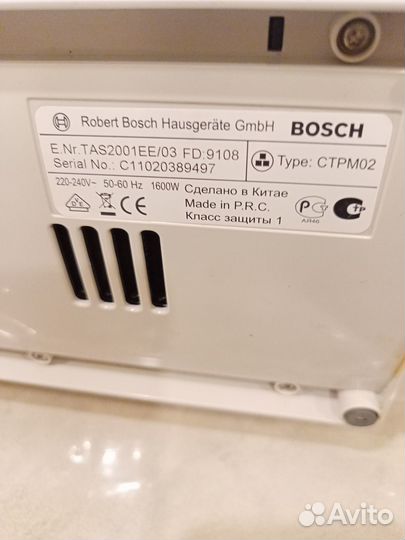 Robert Bosch Hausgeräte GmbH BOSCH
E.Nr.TAS2001EE/03 FD:9108
Serial No.: C11020389497
Type: CTPM02
220-240V~ 50-60 Hz 1600W Сделано в Китае
Made in P.R.C.
Класс защиты 1
CE
Avito